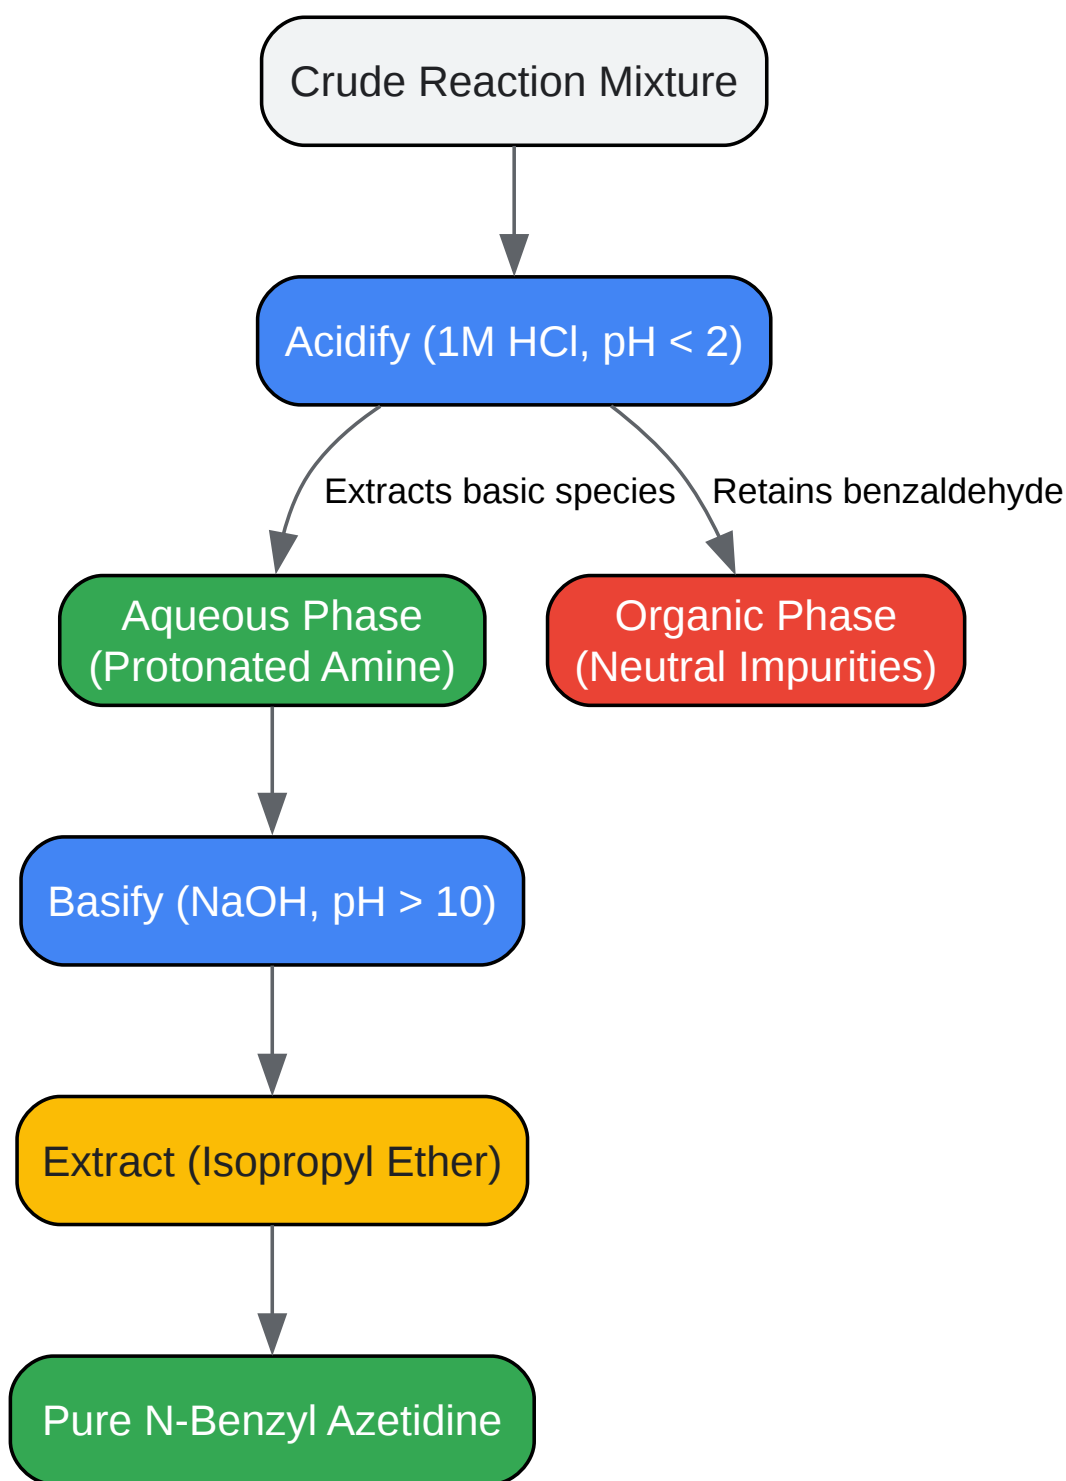 Crude Reaction Mixture
Acidify (1M HCl, pH < 2)
Extracts basic species
Retains benzaldehyde
Aqueous Phase
(Protonated Amine)
Organic Phase
(Neutral Impurities)
Basify (NaOH, pH > 10)
Extract (Isopropyl Ether)
Pure N-Benzyl Azetidine